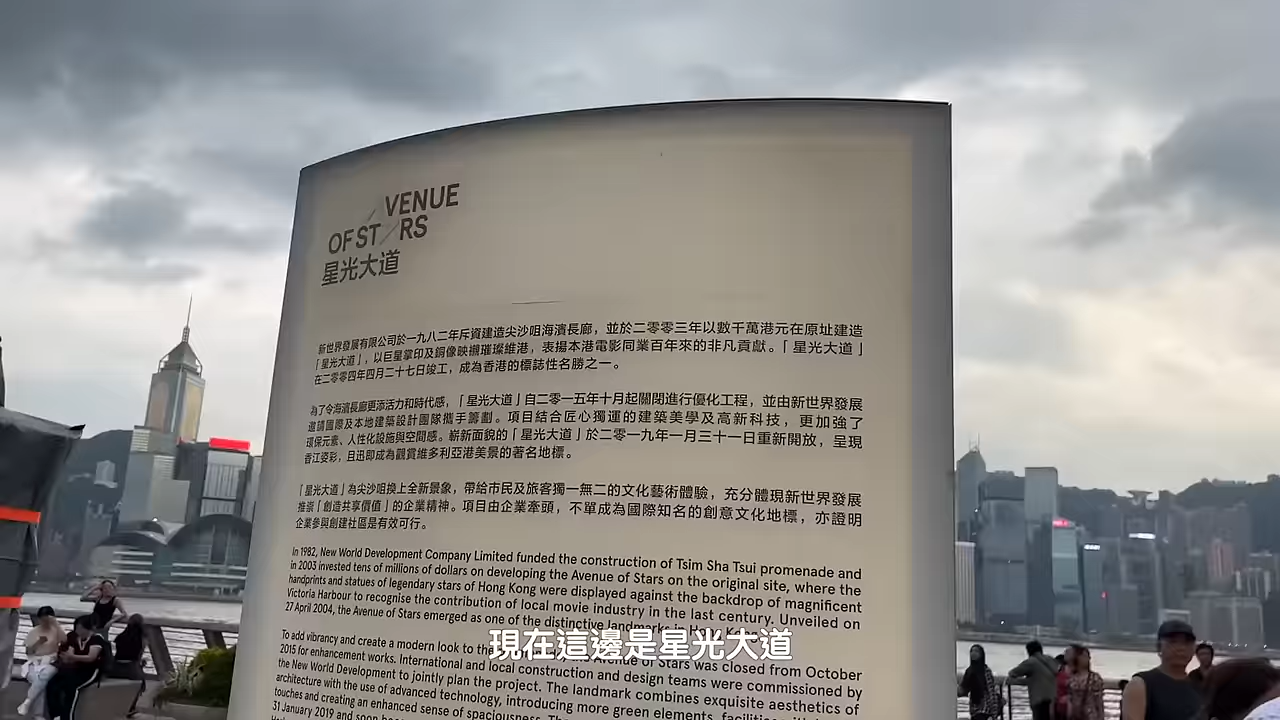 AVENUE
OF STARS
星光大道
新世界發展有限公司於一九八二年斥資建造尖沙咀海濱長廊，並於二零零三年以數千萬港元在原址建造
「星光大道」，以巨星掌印及銅像映襯璀璨維港，表揚本港電影同業百年來的非凡貢獻。「星光大道」
在二零零四年四月二十七日竣工，成為香港的標誌性名勝之一。
為了令海濱長廊更添活力和時代感，「星光大道」自二零一五年十月起關閉進行優化工程，並由新世界發展
邀請國際及本地建築設計團隊攜手籌劃。項目結合匠心獨運的建築美學及高新科技，更加強了
環保元素、人性化設施與空間感。嶄新面貌的「星光大道」於二零一九年一月三十一日重新開放，呈現
香江姿彩，且迅即成為觀賞維多利亞港美景的著名地標。
「星光大道」為尖沙咀換上全新景象，帶給市民及旅客獨一無二的文化藝術體驗，充分體現新世界發展
推崇「創造共享價值」的企業精神。項目由企業牽頭，不單成為國際知名的創意文化地標，亦證明
企業參與創建社區是有效可行。
In 1982, New World Development Company Limited funded the construction of Tsim Sha Tsui promenade and
in 2003 invested tens of millions of dollars on developing the Avenue of Stars on the original site, where the
handprints and statues of legendary stars of Hong Kong were displayed against the backdrop of magnificent
Victoria Harbour to recognise the contribution of local movie industry in the last century. Unveiled on
27 April 2004, the Avenue of Stars emerged as one of the distinctive landmarks in
To add vibrancy and create a modern look to the Avenue of Stars was closed from October
2015 for enhancement works. International and local construction and design teams were commissioned by
the New World Development to jointly plan the project. The landmark combines exquisite aesthetics of
architecture with the use of advanced technology, introducing more green elements,
touches and creating an enhanced sense of spaciousness.
31 January 2019 and soon
現在這邊是星光大道